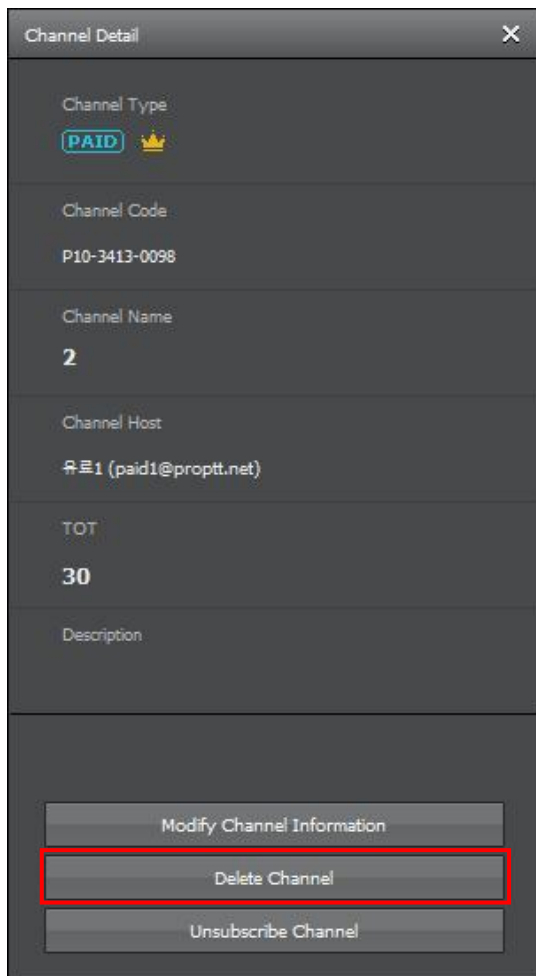 Channel Detail
Channel Type
PAID
Channel Code
P10-3413-0098
Channel Name
2
Channel Host
유료1 (paid1@proptt.net)
TOT
30
Description
Modify Channel Information
Delete Channel
Unsubscribe Channel